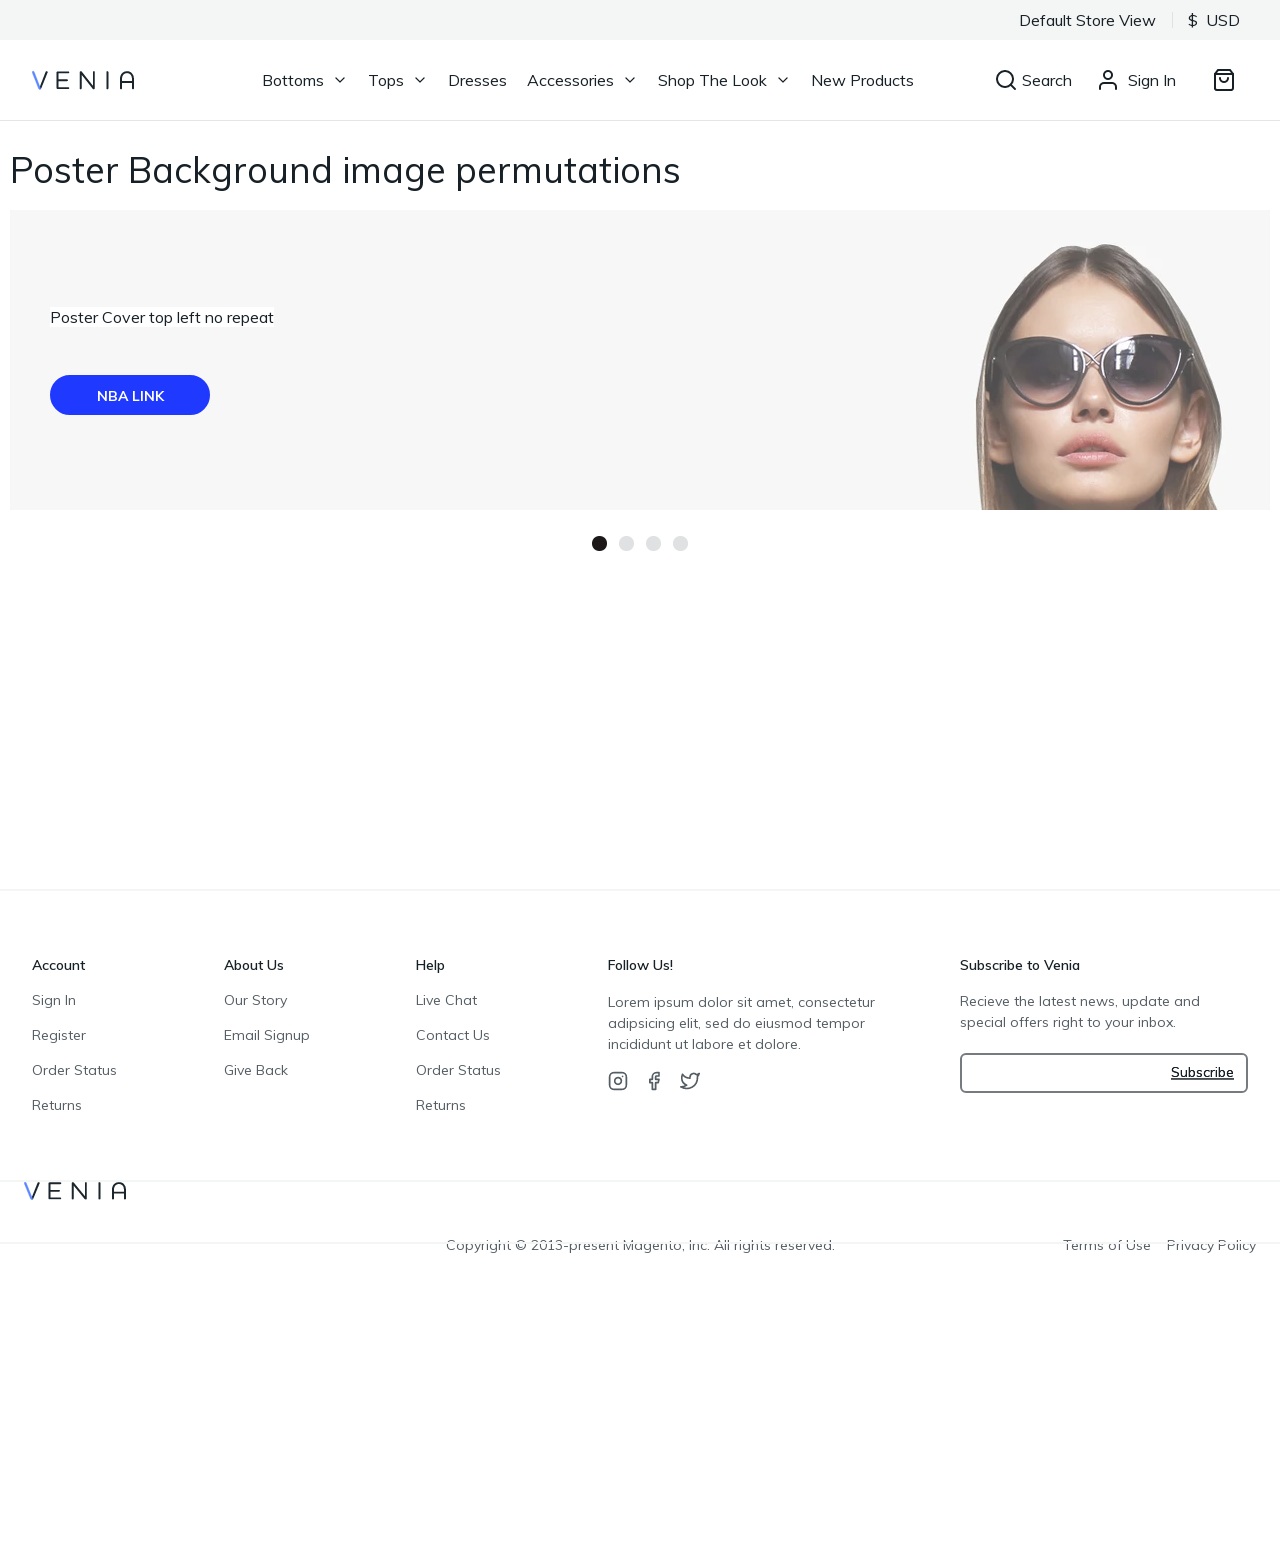 Default Store View $ USD
VENIA Bottoms Tops Dresses Accessories Shop The Look New Products Search Sign In
Poster Background image permutations
Poster Cover top left no repeat
NBA LINK
Account
Sign In
Register
Order Status
Returns
About Us
Our Story
Email Signup
Give Back
Help
Live Chat
Contact Us
Order Status
Returns
Follow Us!
Lorem ipsum dolor sit amet, consectetur
adipsicing elit, sed do eiusmod tempor
incididunt ut labore et dolore.
Subscribe to Venia
Recieve the latest news, update and
special offers right to your inbox.
Subscribe
VENIA
Copyright © 2013-present Magento, Inc. All rights reserved. Terms of Use Privacy Policy